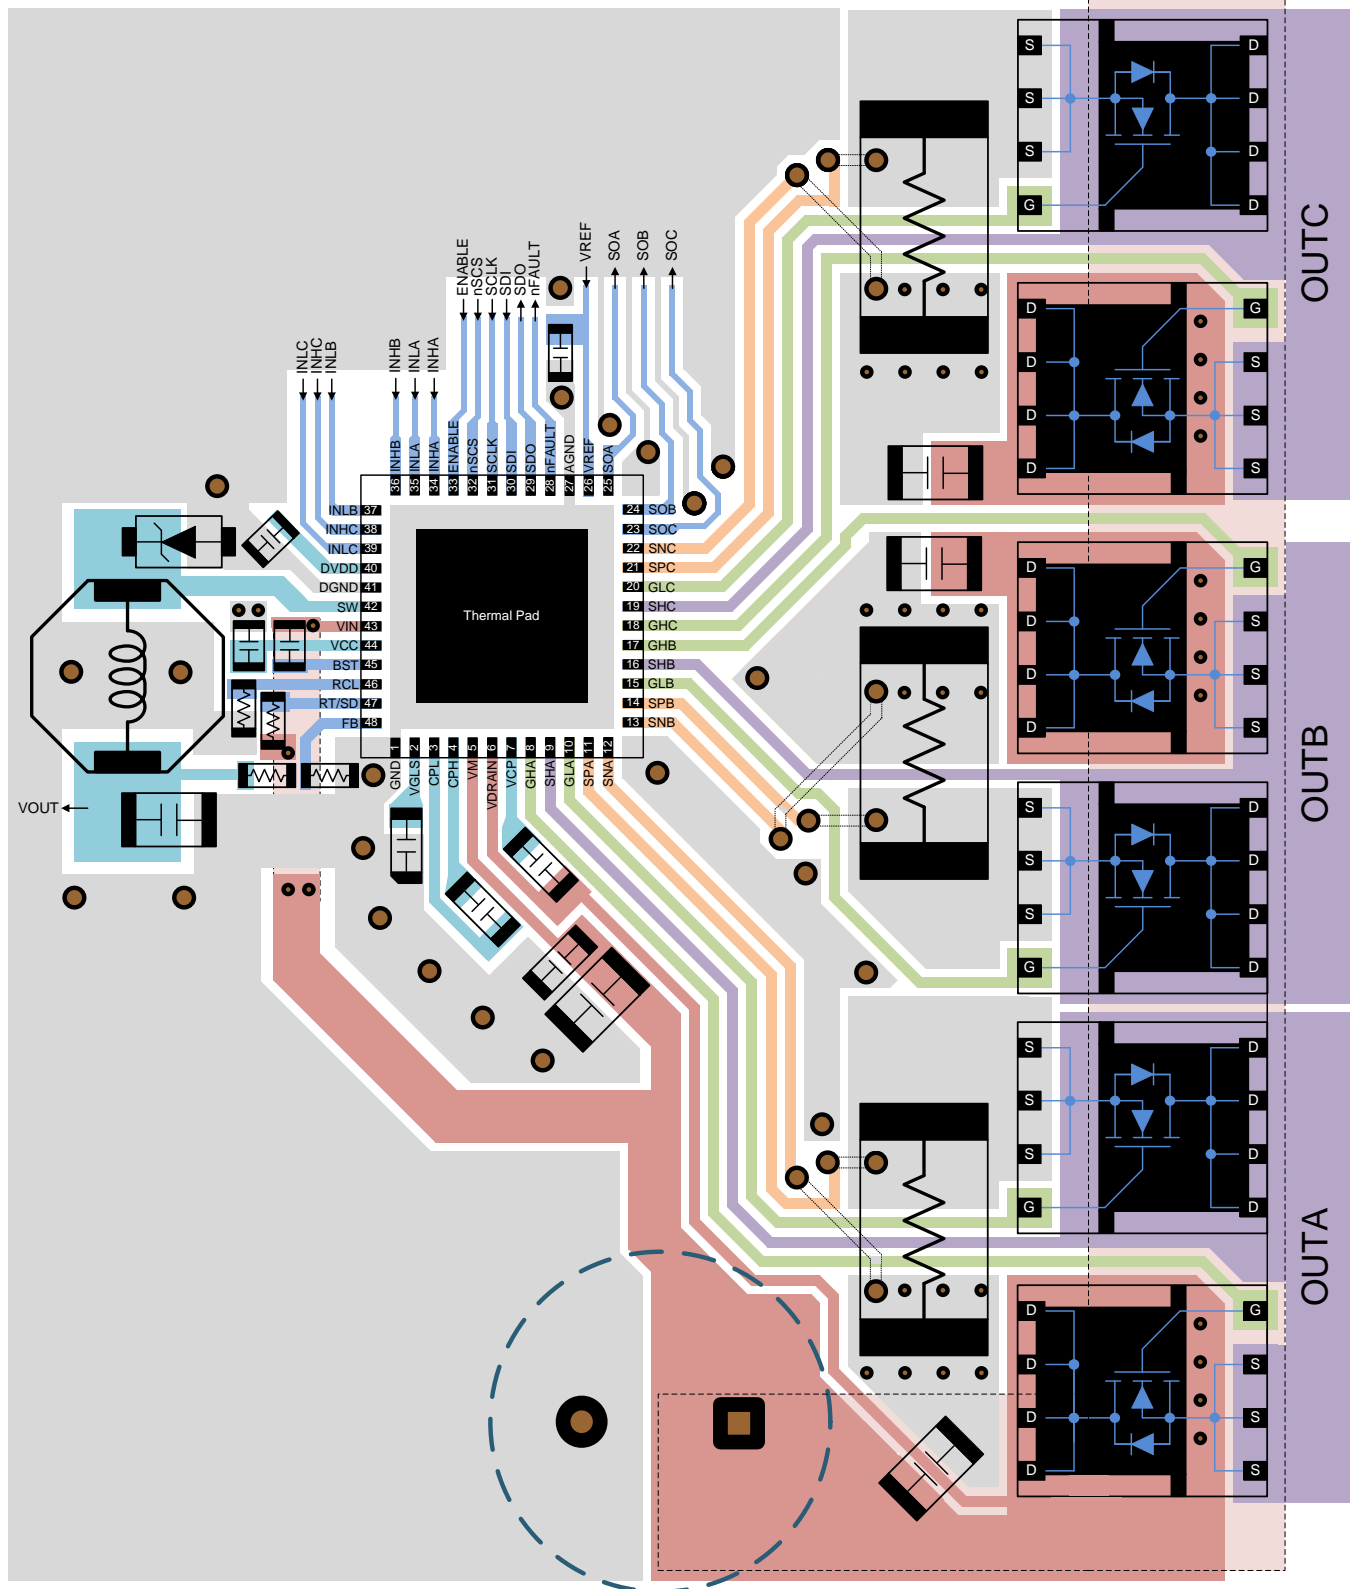 S D
S D
S D
G D
OUTC
VREF
SOA
SOB
SOC
ENABLE
nSCS
SCLK
SDI
SDO
nFAULT
INLC
INHC
INLB
INHB
INLA
INHA
D G
D S
D S
D S
36 INHB
35 INLA
34 INHA
33 ENABLE
32 nSCS
31 SCLK
30 SDI
29 SDO
28 nFAULT
27 AGND
26 VREF
25 SOA
INLB 37
INHC 38
INLC 39
DVDD 40
DGND 41
SW 42
VIN 43
VCC 44
BST 45
RCL 46
RT/SD 47
FB 48
Thermal Pad
24 SOB
23 SOC
22 SNC
21 SPC
20 GLC
19 SHC
18 GHC
17 GHB
16 SHB
15 GLB
14 SPB
13 SNB
GND 1
VGLS 2
CPL 3
CPH 4
VM 5
VDRAIN 6
VCP 7
GHA 8
SHA 9
GLA 10
SPA 11
SNA 12
D G
D S
D S
D S
OUTB
VOUT
S D
S D
S D
G D
S D
S D
S D
G D
OUTA
D G
D S
D S
D S